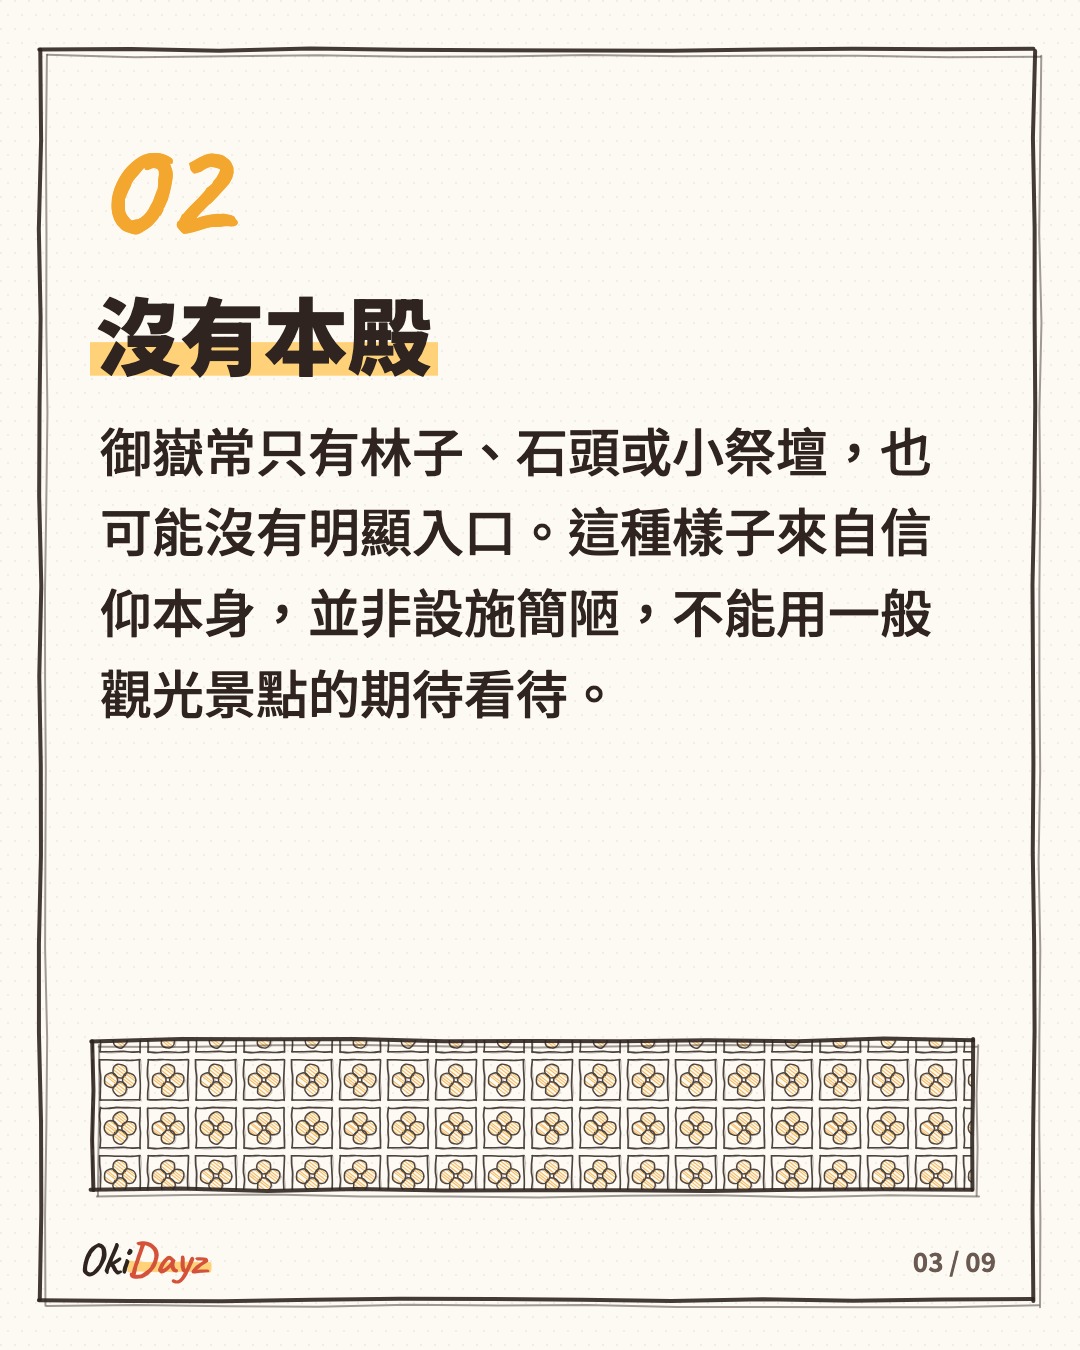 02
沒有本殿
御嶽常只有林子、石頭或小祭壇，也
可能沒有明顯入口。這種樣子來自信
仰本身，並非設施簡陋，不能用一般
觀光景點的期待看待。
OkiDayz
03 / 09